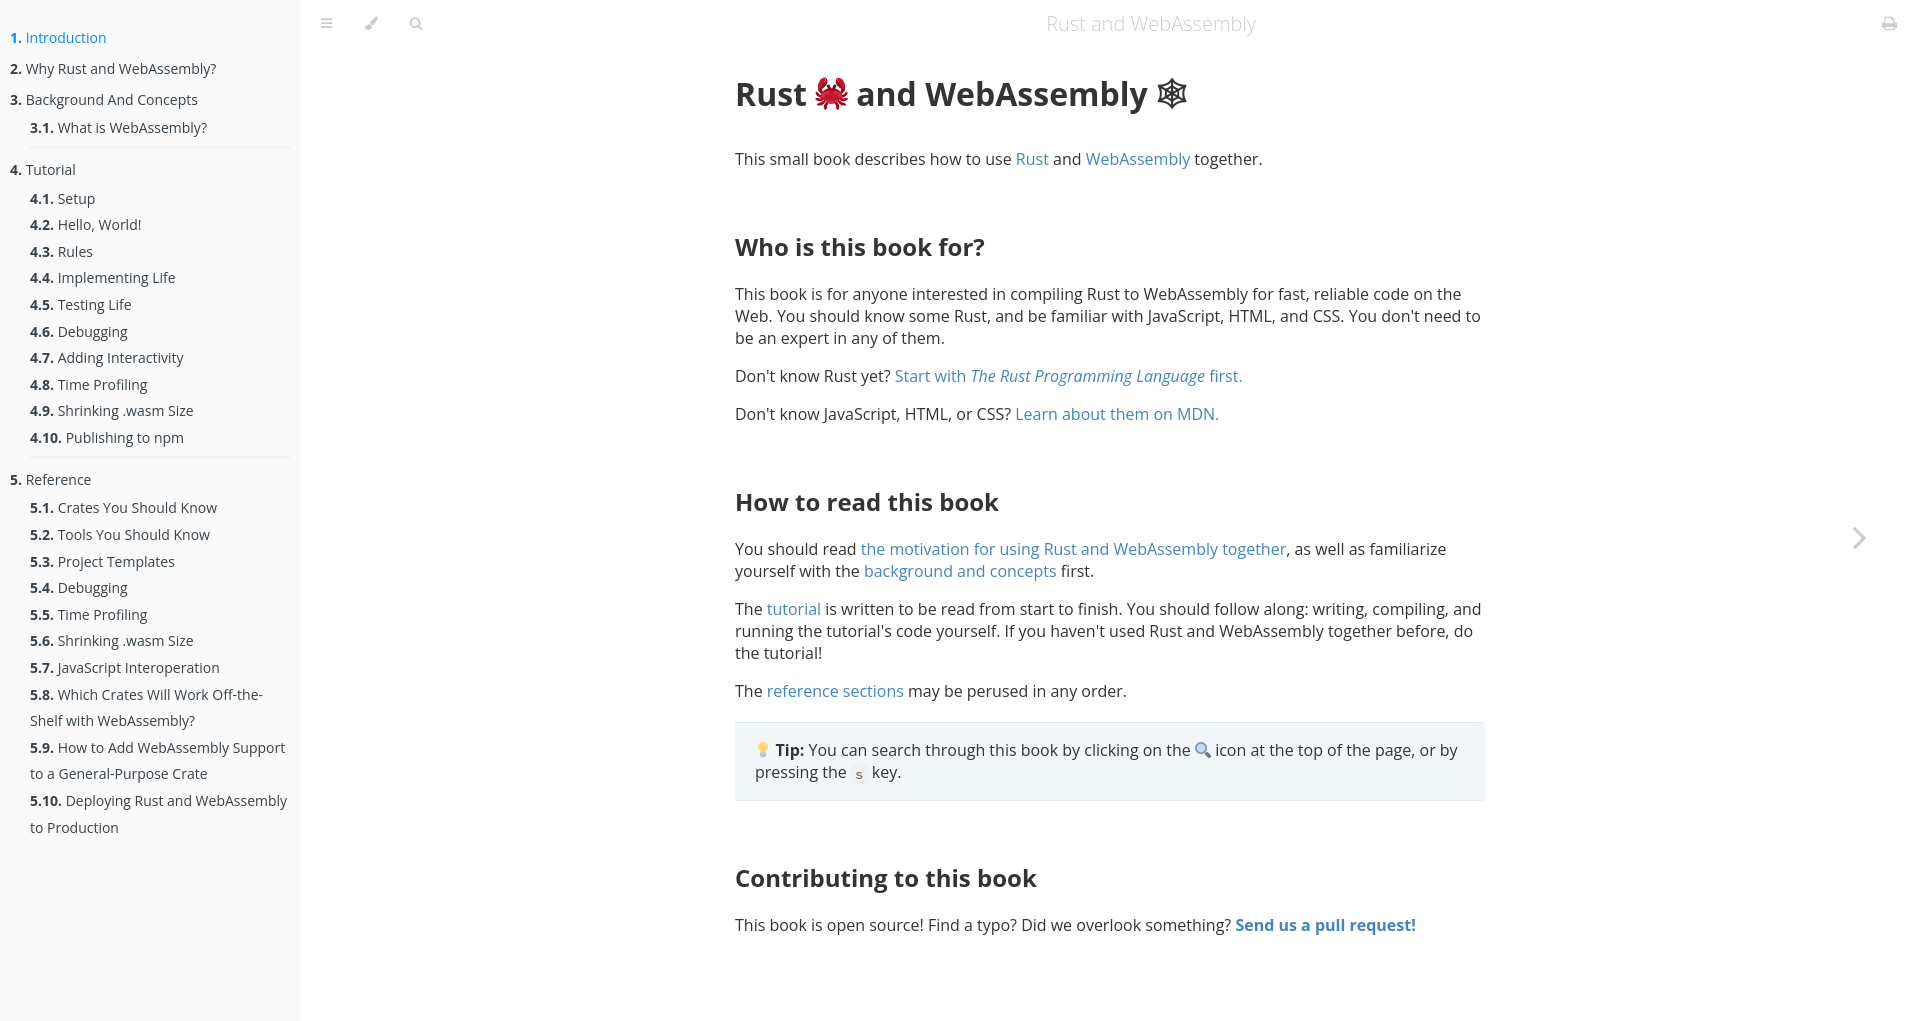 1. Introduction
2. Why Rust and WebAssembly?
3. Background And Concepts
3.1. What is WebAssembly?
4. Tutorial
4.1. Setup
4.2. Hello, World!
4.3. Rules
4.4. Implementing Life
4.5. Testing Life
4.6. Debugging
4.7. Adding Interactivity
4.8. Time Profiling
4.9. Shrinking .wasm Size
4.10. Publishing to npm
5. Reference
5.1. Crates You Should Know
5.2. Tools You Should Know
5.3. Project Templates
5.4. Debugging
5.5. Time Profiling
5.6. Shrinking .wasm Size
5.7. JavaScript Interoperation
5.8. Which Crates Will Work Off-the-
Shelf with WebAssembly?
5.9. How to Add WebAssembly Support
to a General-Purpose Crate
5.10. Deploying Rust and WebAssembly
to Production
Rust and WebAssembly
Rust 🦀 and WebAssembly 🕸
This small book describes how to use Rust and WebAssembly together.
Who is this book for?
This book is for anyone interested in compiling Rust to WebAssembly for fast, reliable code on the
Web. You should know some Rust, and be familiar with JavaScript, HTML, and CSS. You don't need to
be an expert in any of them.
Don't know Rust yet? Start with The Rust Programming Language first.
Don't know JavaScript, HTML, or CSS? Learn about them on MDN.
How to read this book
You should read the motivation for using Rust and WebAssembly together, as well as familiarize
yourself with the background and concepts first.
The tutorial is written to be read from start to finish. You should follow along: writing, compiling, and
running the tutorial's code yourself. If you haven't used Rust and WebAssembly together before, do
the tutorial!
The reference sections may be perused in any order.
💡 Tip: You can search through this book by clicking on the 🔍 icon at the top of the page, or by
pressing the s key.
Contributing to this book
This book is open source! Find a typo? Did we overlook something? Send us a pull request!